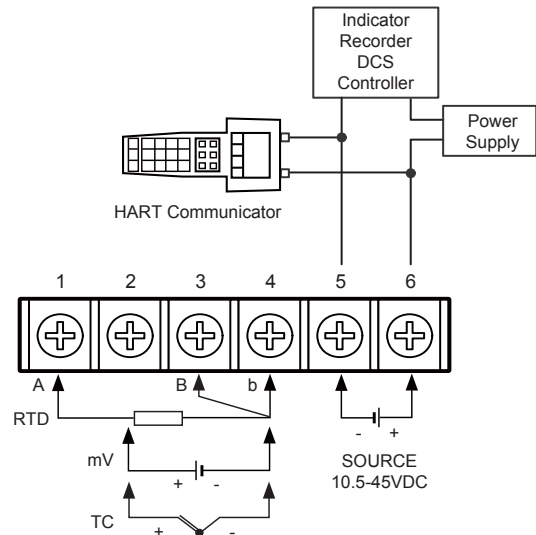 Indicator
Recorder
DCS
Controller
Power
Supply
HART Communicator
1 2 3 4 5 6
A B b
RTD
- +
mV
+ -
SOURCE
10.5-45VDC
TC
+ -